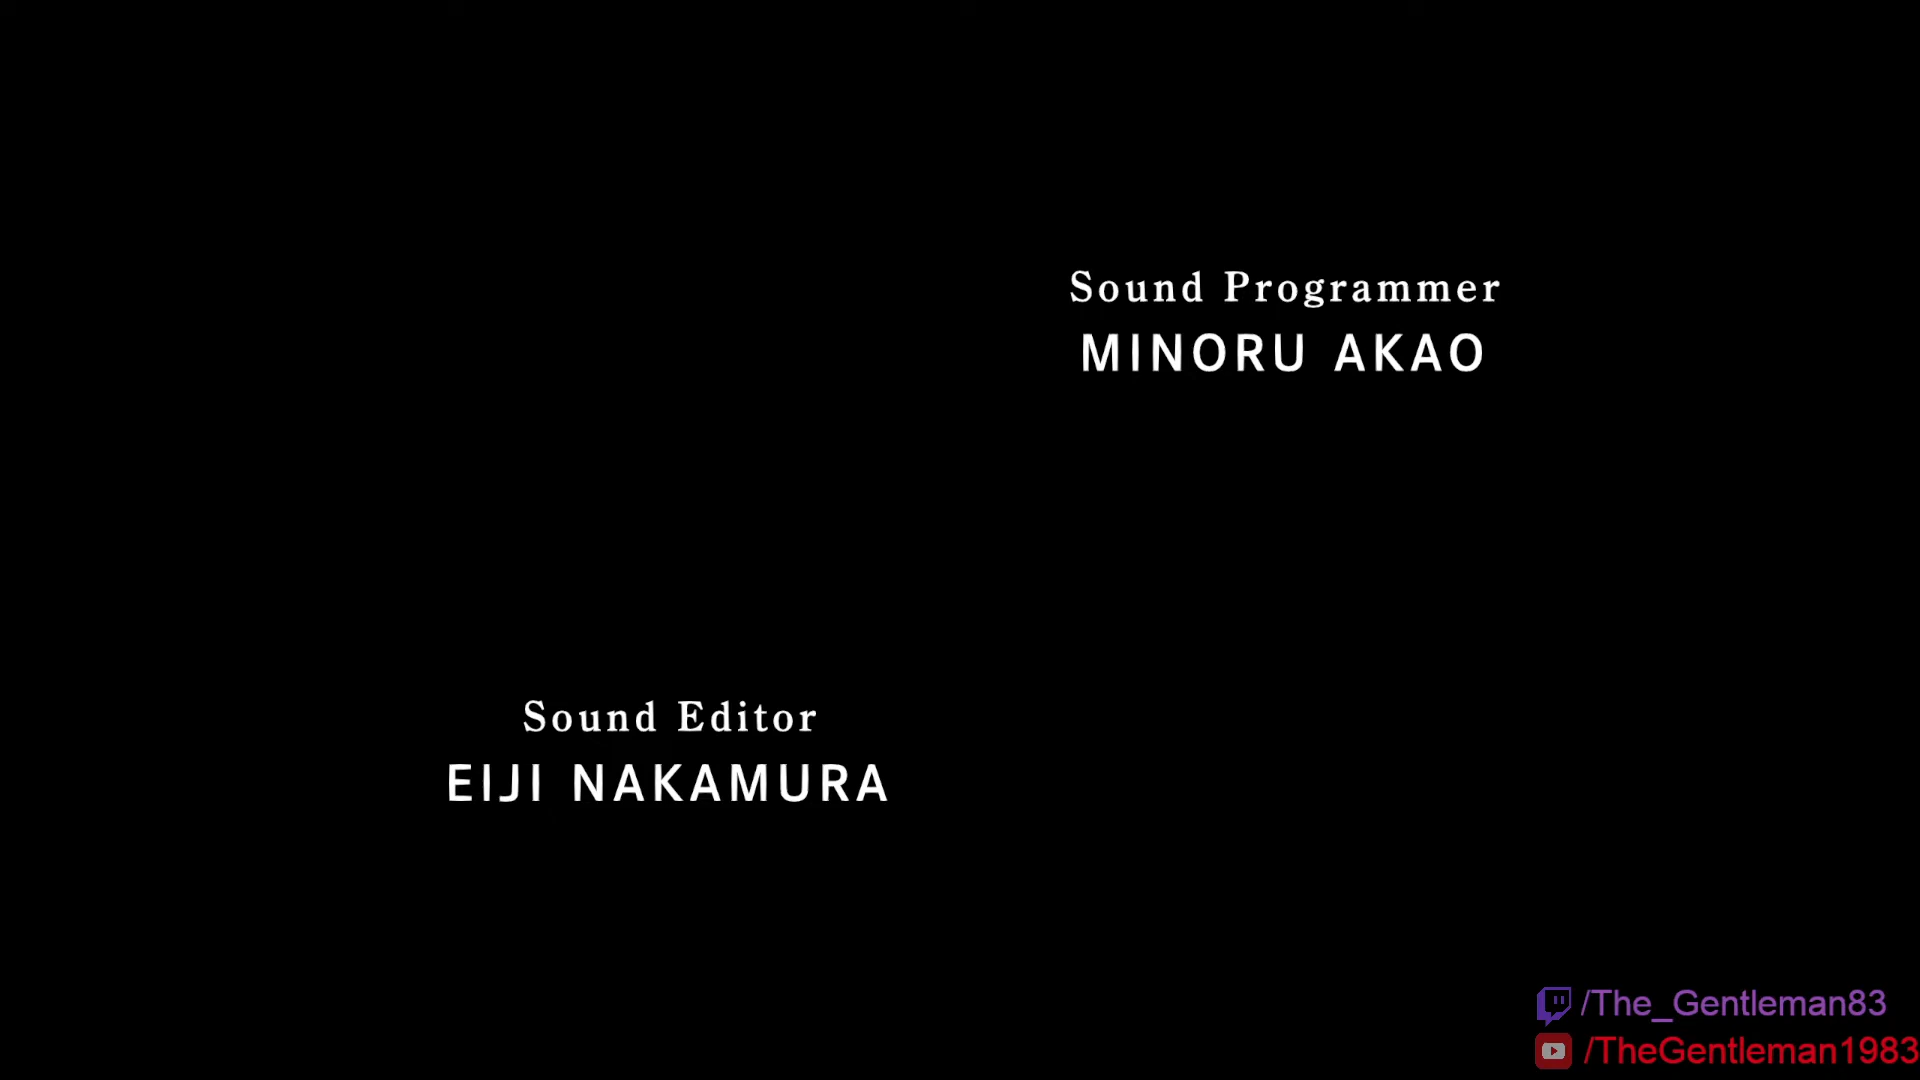 Sound Programmer
MINORU AKAO
Sound Editor
EIJI NAKAMURA
/The_Gentleman83
/TheGentleman1983